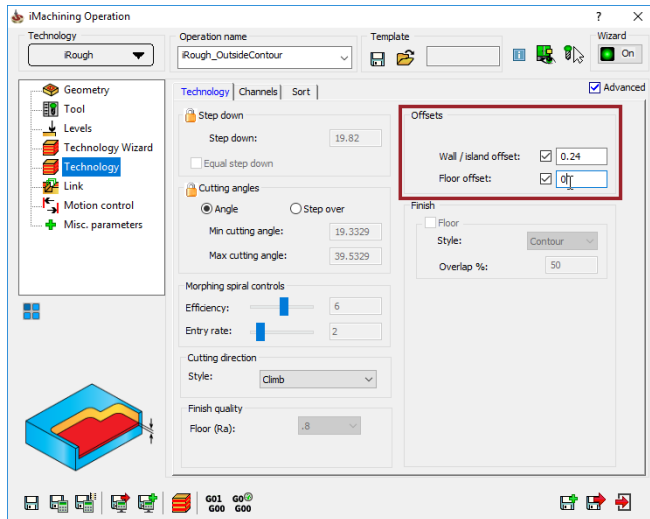 iMachining Operation
? X
Technology
iRough
Operation name
iRough_OutsideContour
Template
Wizard
On
Geometry
Tool
Levels
Technology Wizard
Technology
Link
Motion control
Misc. parameters
Technology Channels Sort
Advanced
Step down
Step down: 19.82
Equal step down
Cutting angles
Angle Step over
Min cutting angle: 19.3329
Max cutting angle: 39.5329
Morphing spiral controls
Efficiency: 6
Entry rate: 2
Cutting direction
Style: Climb
Finish quality
Floor (Ra): .8
Offsets
Wall / island offset: 0.24
Floor offset: 0
Finish
Floor
Style: Contour
Overlap %: 50
G01 G0
G00 G00